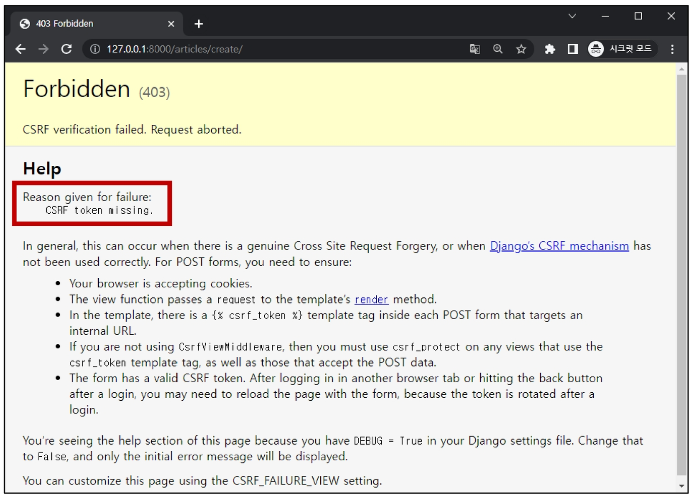 403 Forbidden
127.0.0.1:8000/articles/create/
시크릿 모드
Forbidden (403)
CSRF verification failed. Request aborted.
Help
Reason given for failure:
CSRF token missing.
In general, this can occur when there is a genuine Cross Site Request Forgery, or when Django's CSRF mechanism has
not been used correctly. For POST forms, you need to ensure:
• Your browser is accepting cookies.
• The view function passes a request to the template's render method.
• In the template, there is a {% csrf_token %} template tag inside each POST form that targets an
internal URL.
• If you are not using CsrfViewMiddleware, then you must use csrf_protect on any views that use the
csrf_token template tag, as well as those that accept the POST data.
• The form has a valid CSRF token. After logging in in another browser tab or hitting the back button
after a login, you may need to reload the page with the form, because the token is rotated after a
login.
You're seeing the help section of this page because you have DEBUG = True in your Django settings file. Change that
to False, and only the initial error message will be displayed.
You can customize this page using the CSRF_FAILURE_VIEW setting.